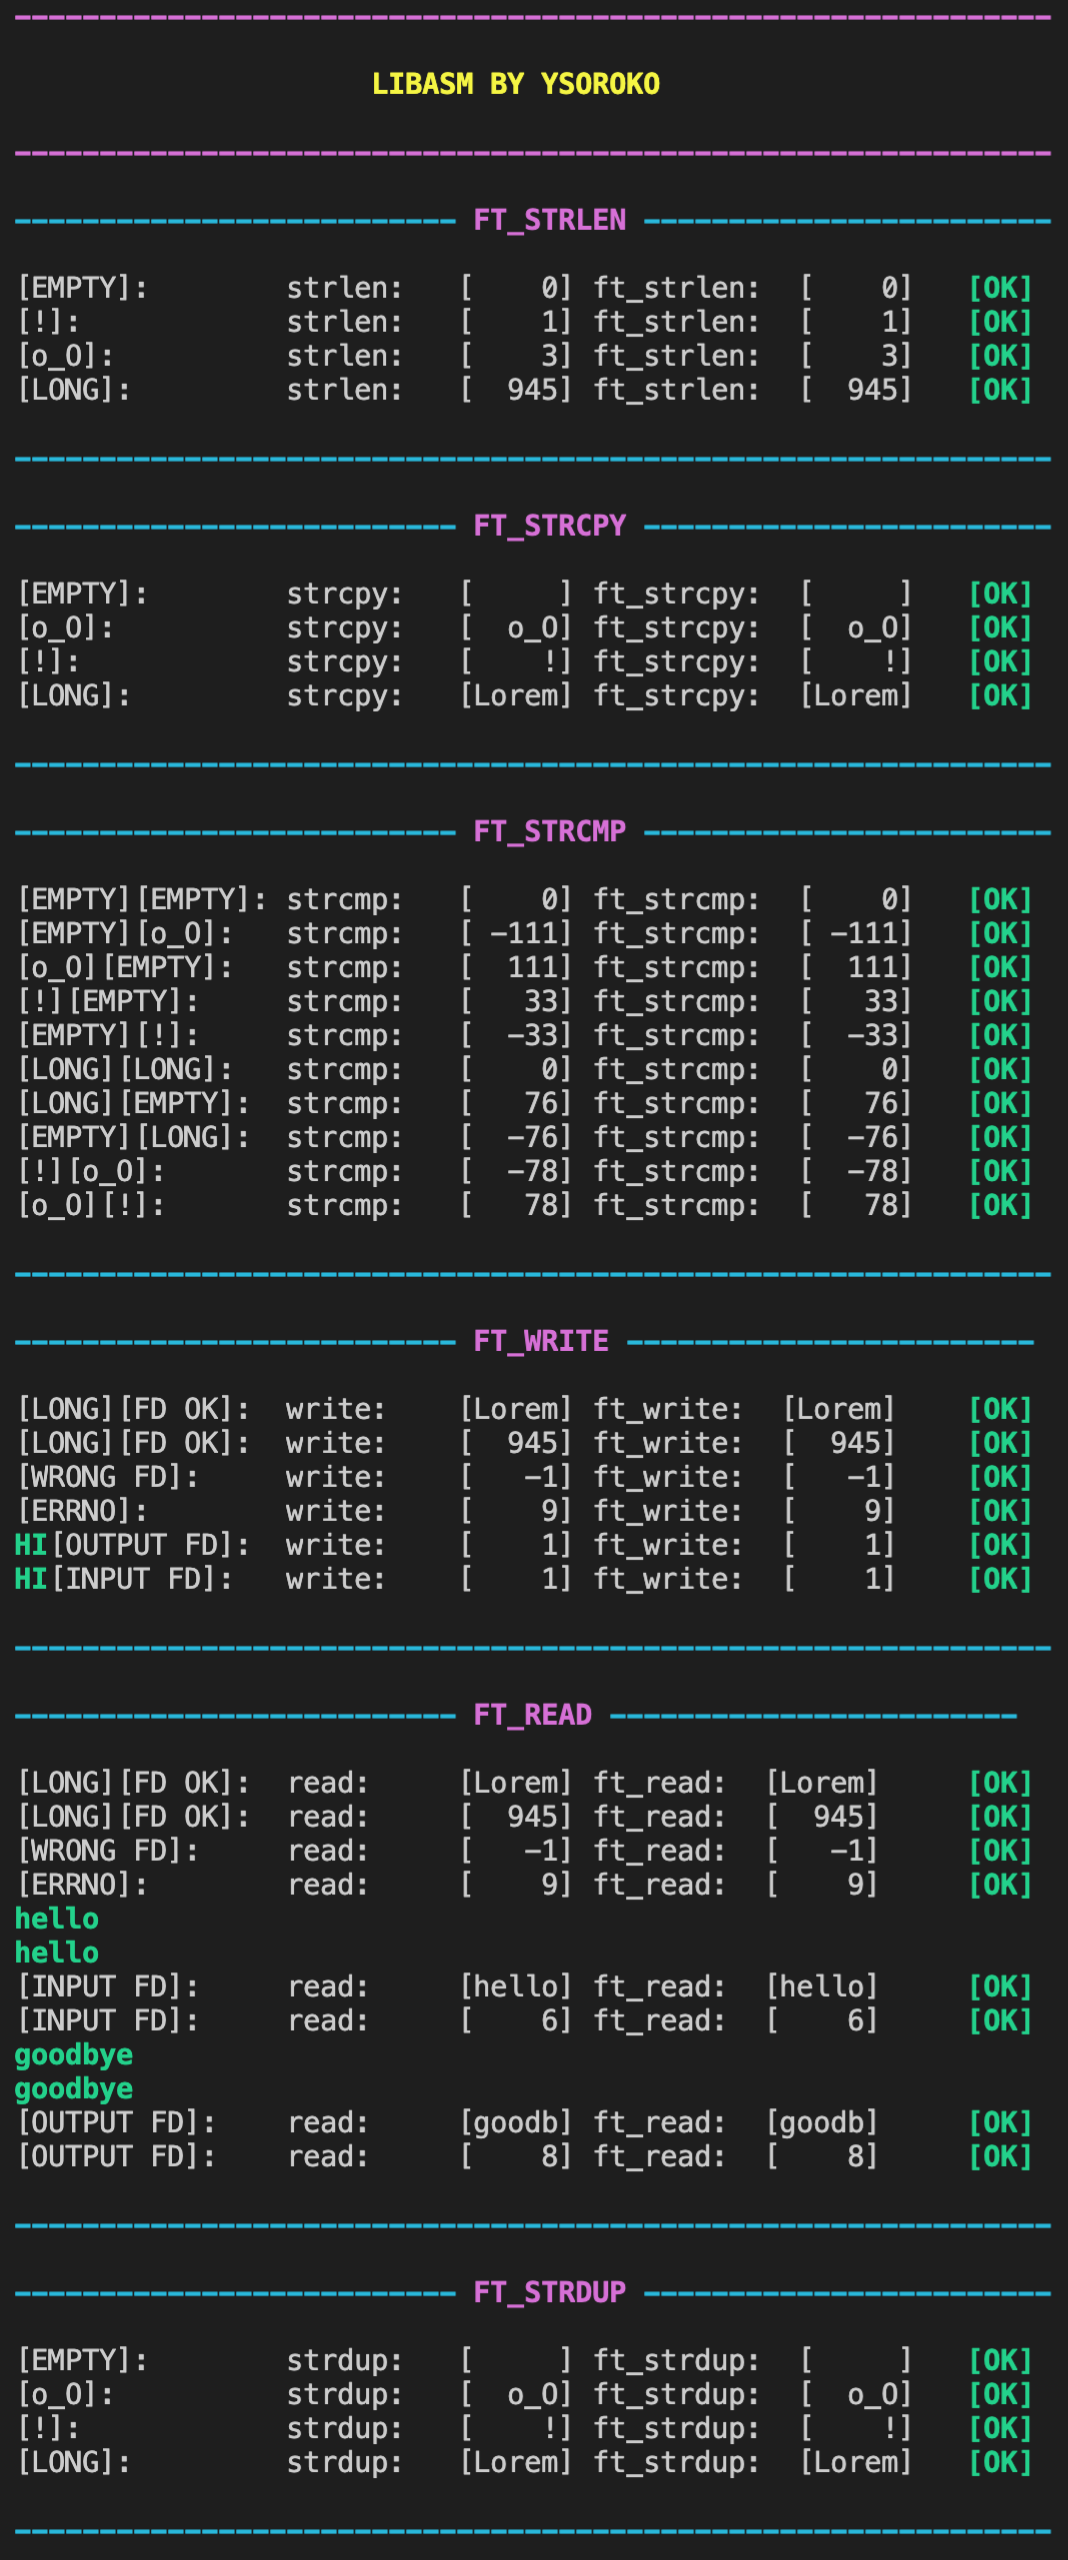 LIBASM BY YSOROKO
FT_STRLEN
[EMPTY]: strlen: [ 0] ft_strlen: [ 0] [OK]
[!]: strlen: [ 1] ft_strlen: [ 1] [OK]
[o_O]: strlen: [ 3] ft_strlen: [ 3] [OK]
[LONG]: strlen: [ 945] ft_strlen: [ 945] [OK]
FT_STRCPY
[EMPTY]: strcpy: [ ] ft_strcpy: [ ] [OK]
[o_O]: strcpy: [ o_O] ft_strcpy: [ o_O] [OK]
[!]: strcpy: [ !] ft_strcpy: [ !] [OK]
[LONG]: strcpy: [Lorem] ft_strcpy: [Lorem] [OK]
FT_STRCMP
[EMPTY][EMPTY]: strcmp: [ 0] ft_strcmp: [ 0] [OK]
[EMPTY][o_O]: strcmp: [ -111] ft_strcmp: [ -111] [OK]
[o_O][EMPTY]: strcmp: [ 111] ft_strcmp: [ 111] [OK]
[!][EMPTY]: strcmp: [ 33] ft_strcmp: [ 33] [OK]
[EMPTY][!]: strcmp: [ -33] ft_strcmp: [ -33] [OK]
[LONG][LONG]: strcmp: [ 0] ft_strcmp: [ 0] [OK]
[LONG][EMPTY]: strcmp: [ 76] ft_strcmp: [ 76] [OK]
[EMPTY][LONG]: strcmp: [ -76] ft_strcmp: [ -76] [OK]
[!][o_O]: strcmp: [ -78] ft_strcmp: [ -78] [OK]
[o_O][!]: strcmp: [ 78] ft_strcmp: [ 78] [OK]
FT_WRITE
[LONG][FD OK]: write: [Lorem] ft_write: [Lorem] [OK]
[LONG][FD OK]: write: [ 945] ft_write: [ 945] [OK]
[WRONG FD]: write: [ -1] ft_write: [ -1] [OK]
[ERRNO]: write: [ 9] ft_write: [ 9] [OK]
HI[OUTPUT FD]: write: [ 1] ft_write: [ 1] [OK]
HI[INPUT FD]: write: [ 1] ft_write: [ 1] [OK]
FT_READ
[LONG][FD OK]: read: [Lorem] ft_read: [Lorem] [OK]
[LONG][FD OK]: read: [ 945] ft_read: [ 945] [OK]
[WRONG FD]: read: [ -1] ft_read: [ -1] [OK]
[ERRNO]: read: [ 9] ft_read: [ 9] [OK]
hello
hello
[INPUT FD]: read: [hello] ft_read: [hello] [OK]
[INPUT FD]: read: [ 6] ft_read: [ 6] [OK]
goodbye
goodbye
[OUTPUT FD]: read: [goodb] ft_read: [goodb] [OK]
[OUTPUT FD]: read: [ 8] ft_read: [ 8] [OK]
FT_STRDUP
[EMPTY]: strdup: [ ] ft_strdup: [ ] [OK]
[o_O]: strdup: [ o_O] ft_strdup: [ o_O] [OK]
[!]: strdup: [ !] ft_strdup: [ !] [OK]
[LONG]: strdup: [Lorem] ft_strdup: [Lorem] [OK]